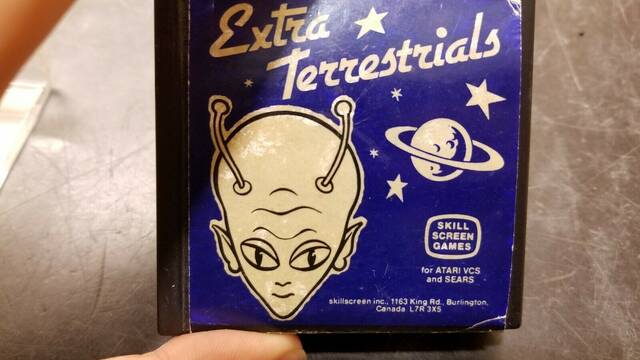 Extra
Terrestrials
SKILL
SCREEN
GAMES
for ATARI VCS
and SEARS
skillscreen inc., 1163 King Rd., Burlington,
Canada L7R 3X5